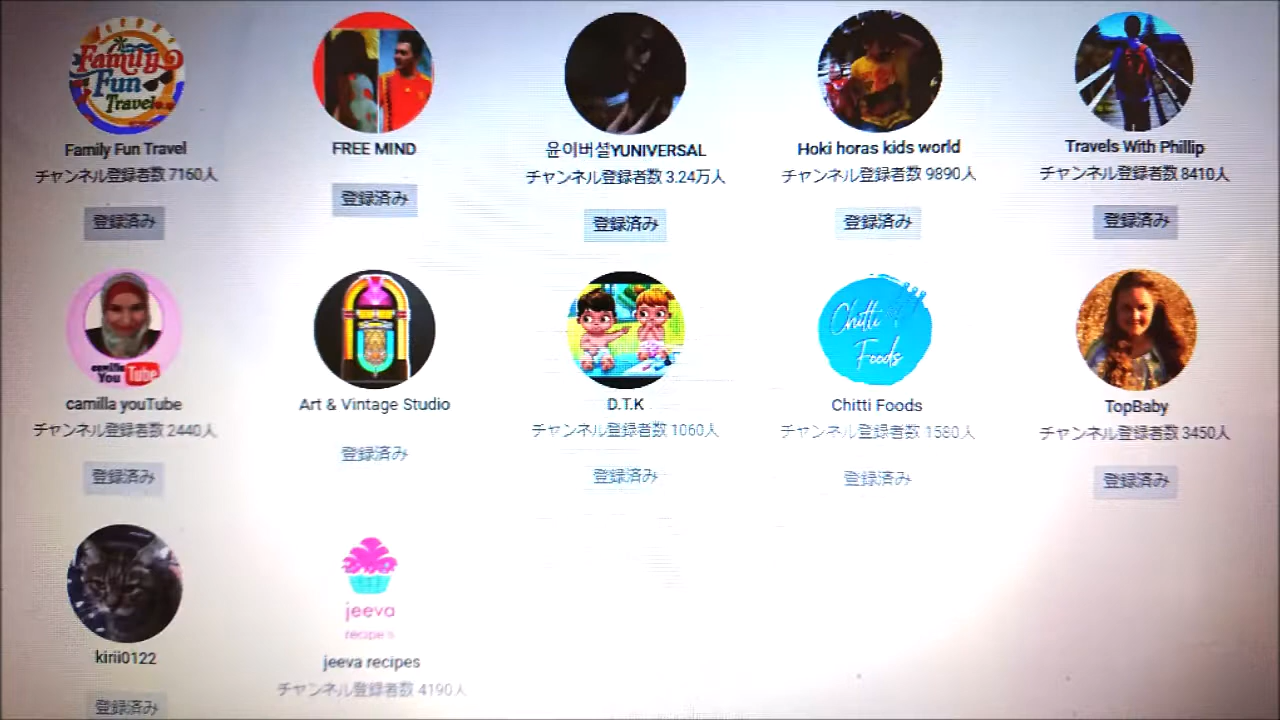 Family
Fun
Travel
Family Fun Travel
チャンネル登録者数 7160人
登録済み
FREE MIND
登録済み
윤이버셜YUNIVERSAL
チャンネル登録者数 3.24万人
登録済み
Hoki horas kids world
チャンネル登録者数 9890人
登録済み
Travels With Phillip
チャンネル登録者数 8410人
登録済み
camilla
YouTube
camilla youTube
チャンネル登録者数 2440人
登録済み
Art & Vintage Studio
登録済み
D.T.K
チャンネル登録者数 1060人
登録済み
Chitti
Foods
Chitti Foods
チャンネル登録者数 1580人
登録済み
TopBaby
チャンネル登録者数 3450人
登録済み
kirii0122
登録済み
jeeva
recipes
jeeva recipes
チャンネル登録者数 4190人